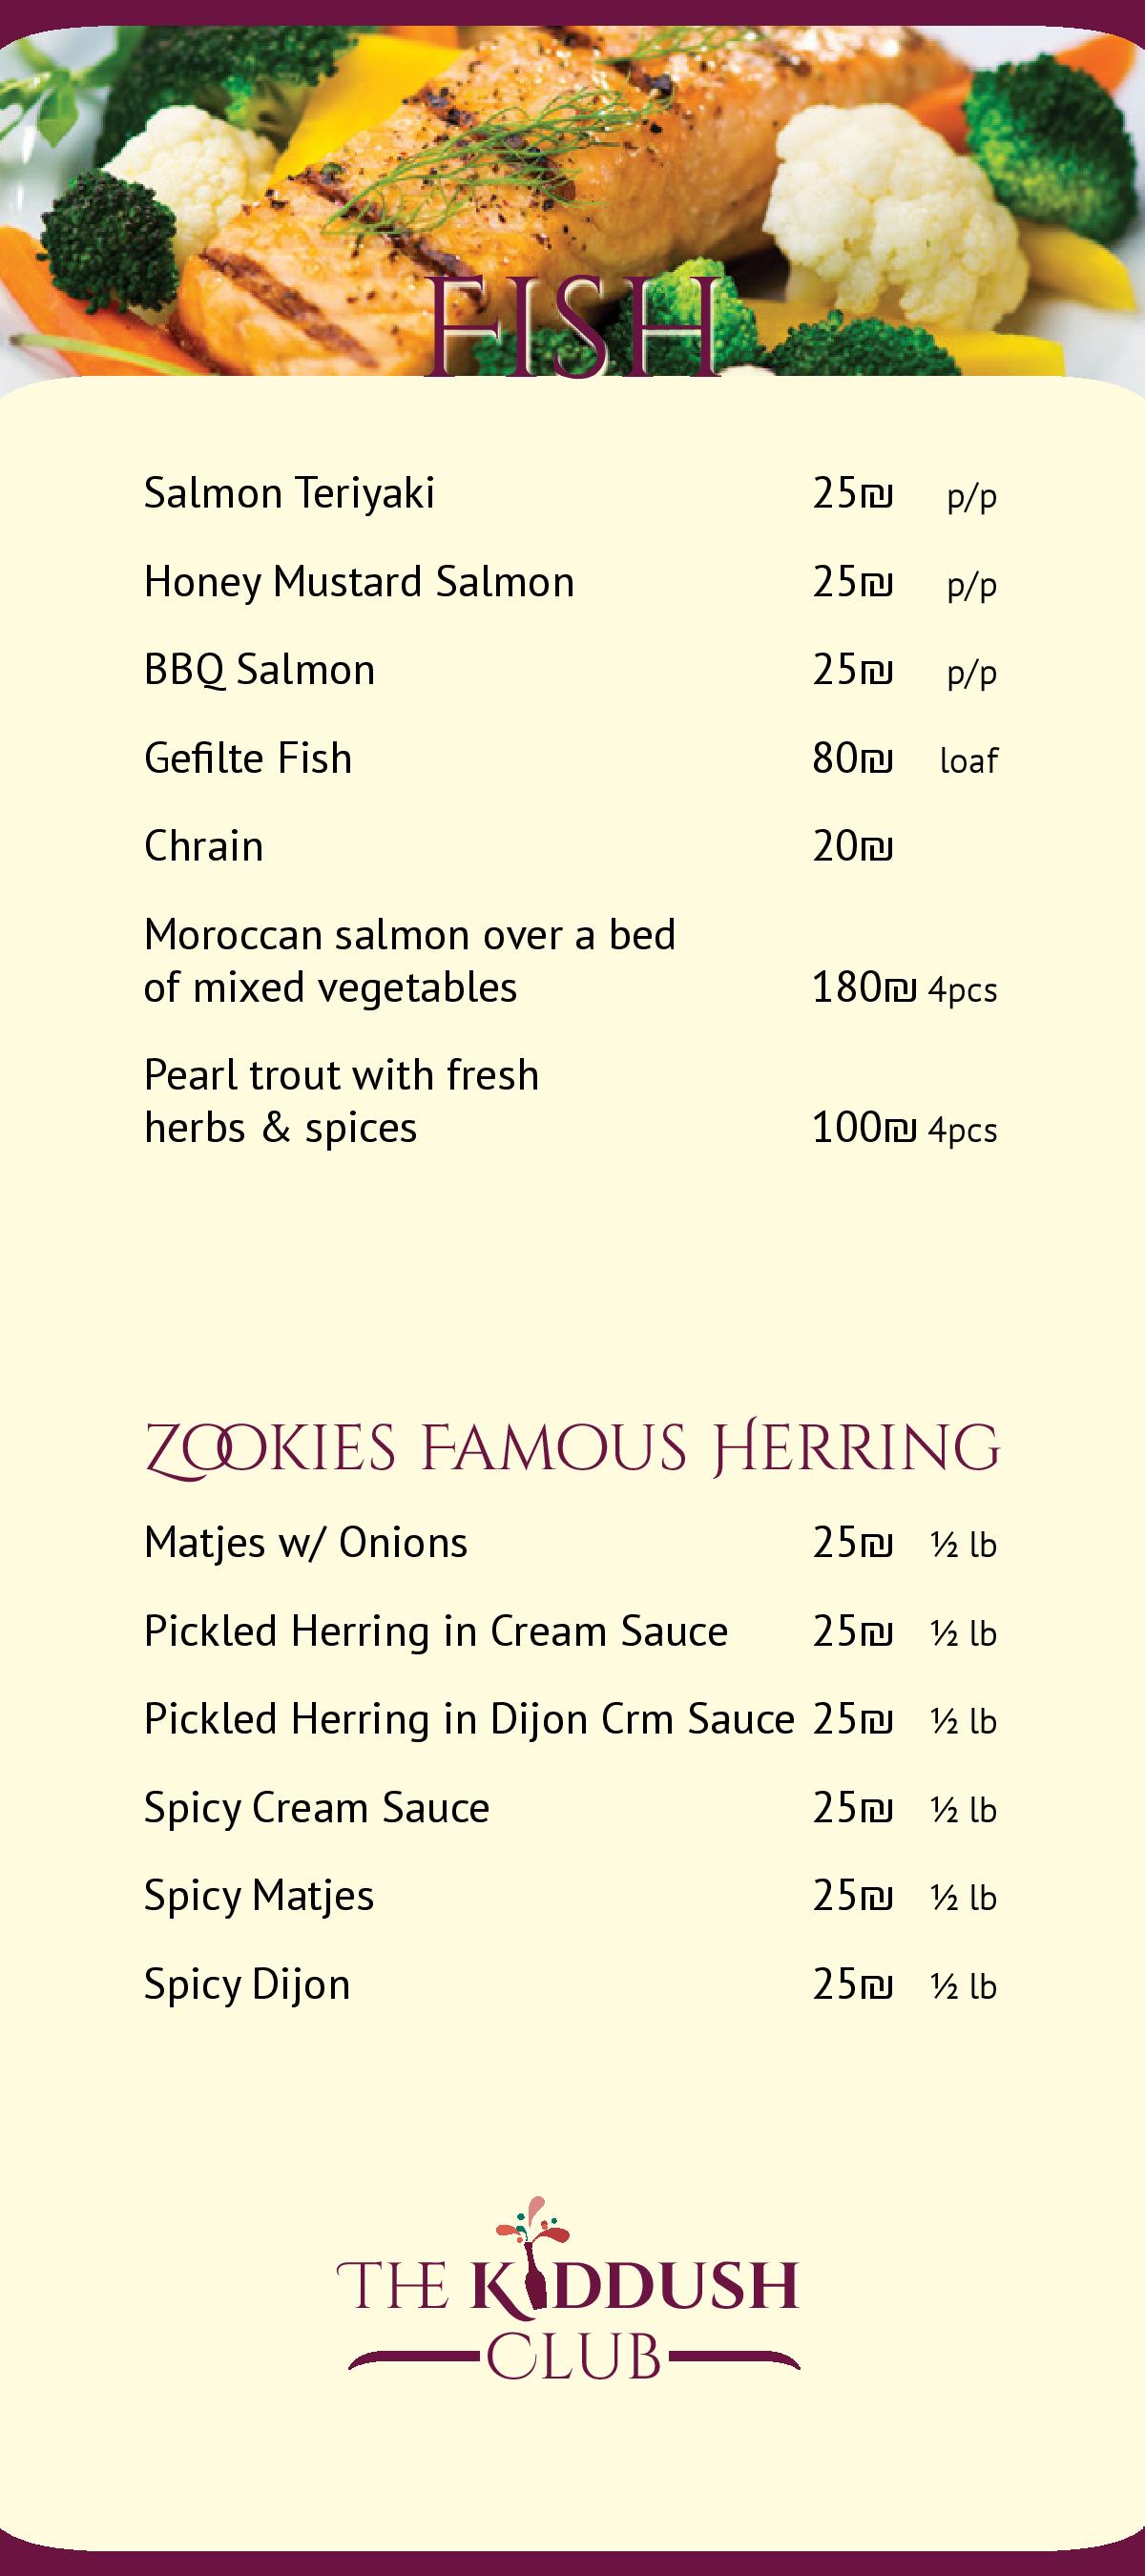 FISH
Salmon Teriyaki 25₪ p/p
Honey Mustard Salmon 25₪ p/p
BBQ Salmon 25₪ p/p
Gefilte Fish 80₪ loaf
Chrain 20₪
Moroccan salmon over a bed
of mixed vegetables 180₪ 4pcs
Pearl trout with fresh
herbs & spices 100₪ 4pcs
Zookies Famous Herring
Matjes w/ Onions 25₪ ½ lb
Pickled Herring in Cream Sauce 25₪ ½ lb
Pickled Herring in Dijon Crm Sauce 25₪ ½ lb
Spicy Cream Sauce 25₪ ½ lb
Spicy Matjes 25₪ ½ lb
Spicy Dijon 25₪ ½ lb
The Kiddush
Club